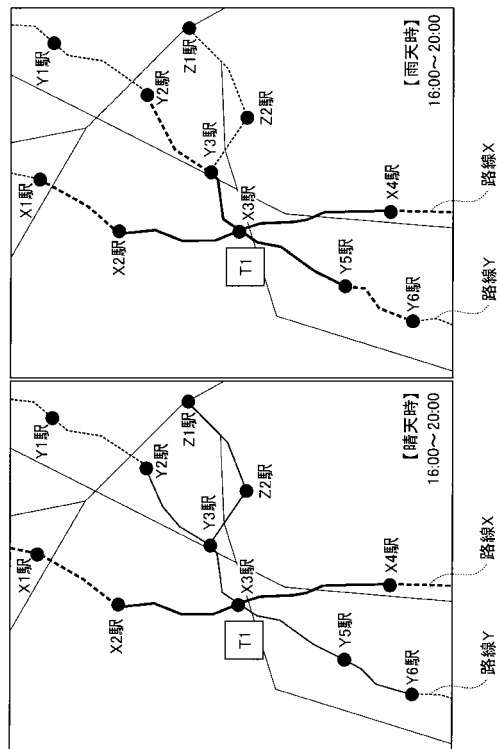 X1駅
X2駅
X3駅
X4駅
Y1駅
Y2駅
Y3駅
Y5駅
Y6駅
Z1駅
Z2駅
T1
【晴天時】
16:00～20:00
路線Y
路線X
X1駅
X2駅
X3駅
X4駅
Y1駅
Y2駅
Y3駅
Y5駅
Y6駅
Z1駅
Z2駅
T1
【雨天時】
16:00～20:00
路線Y
路線X